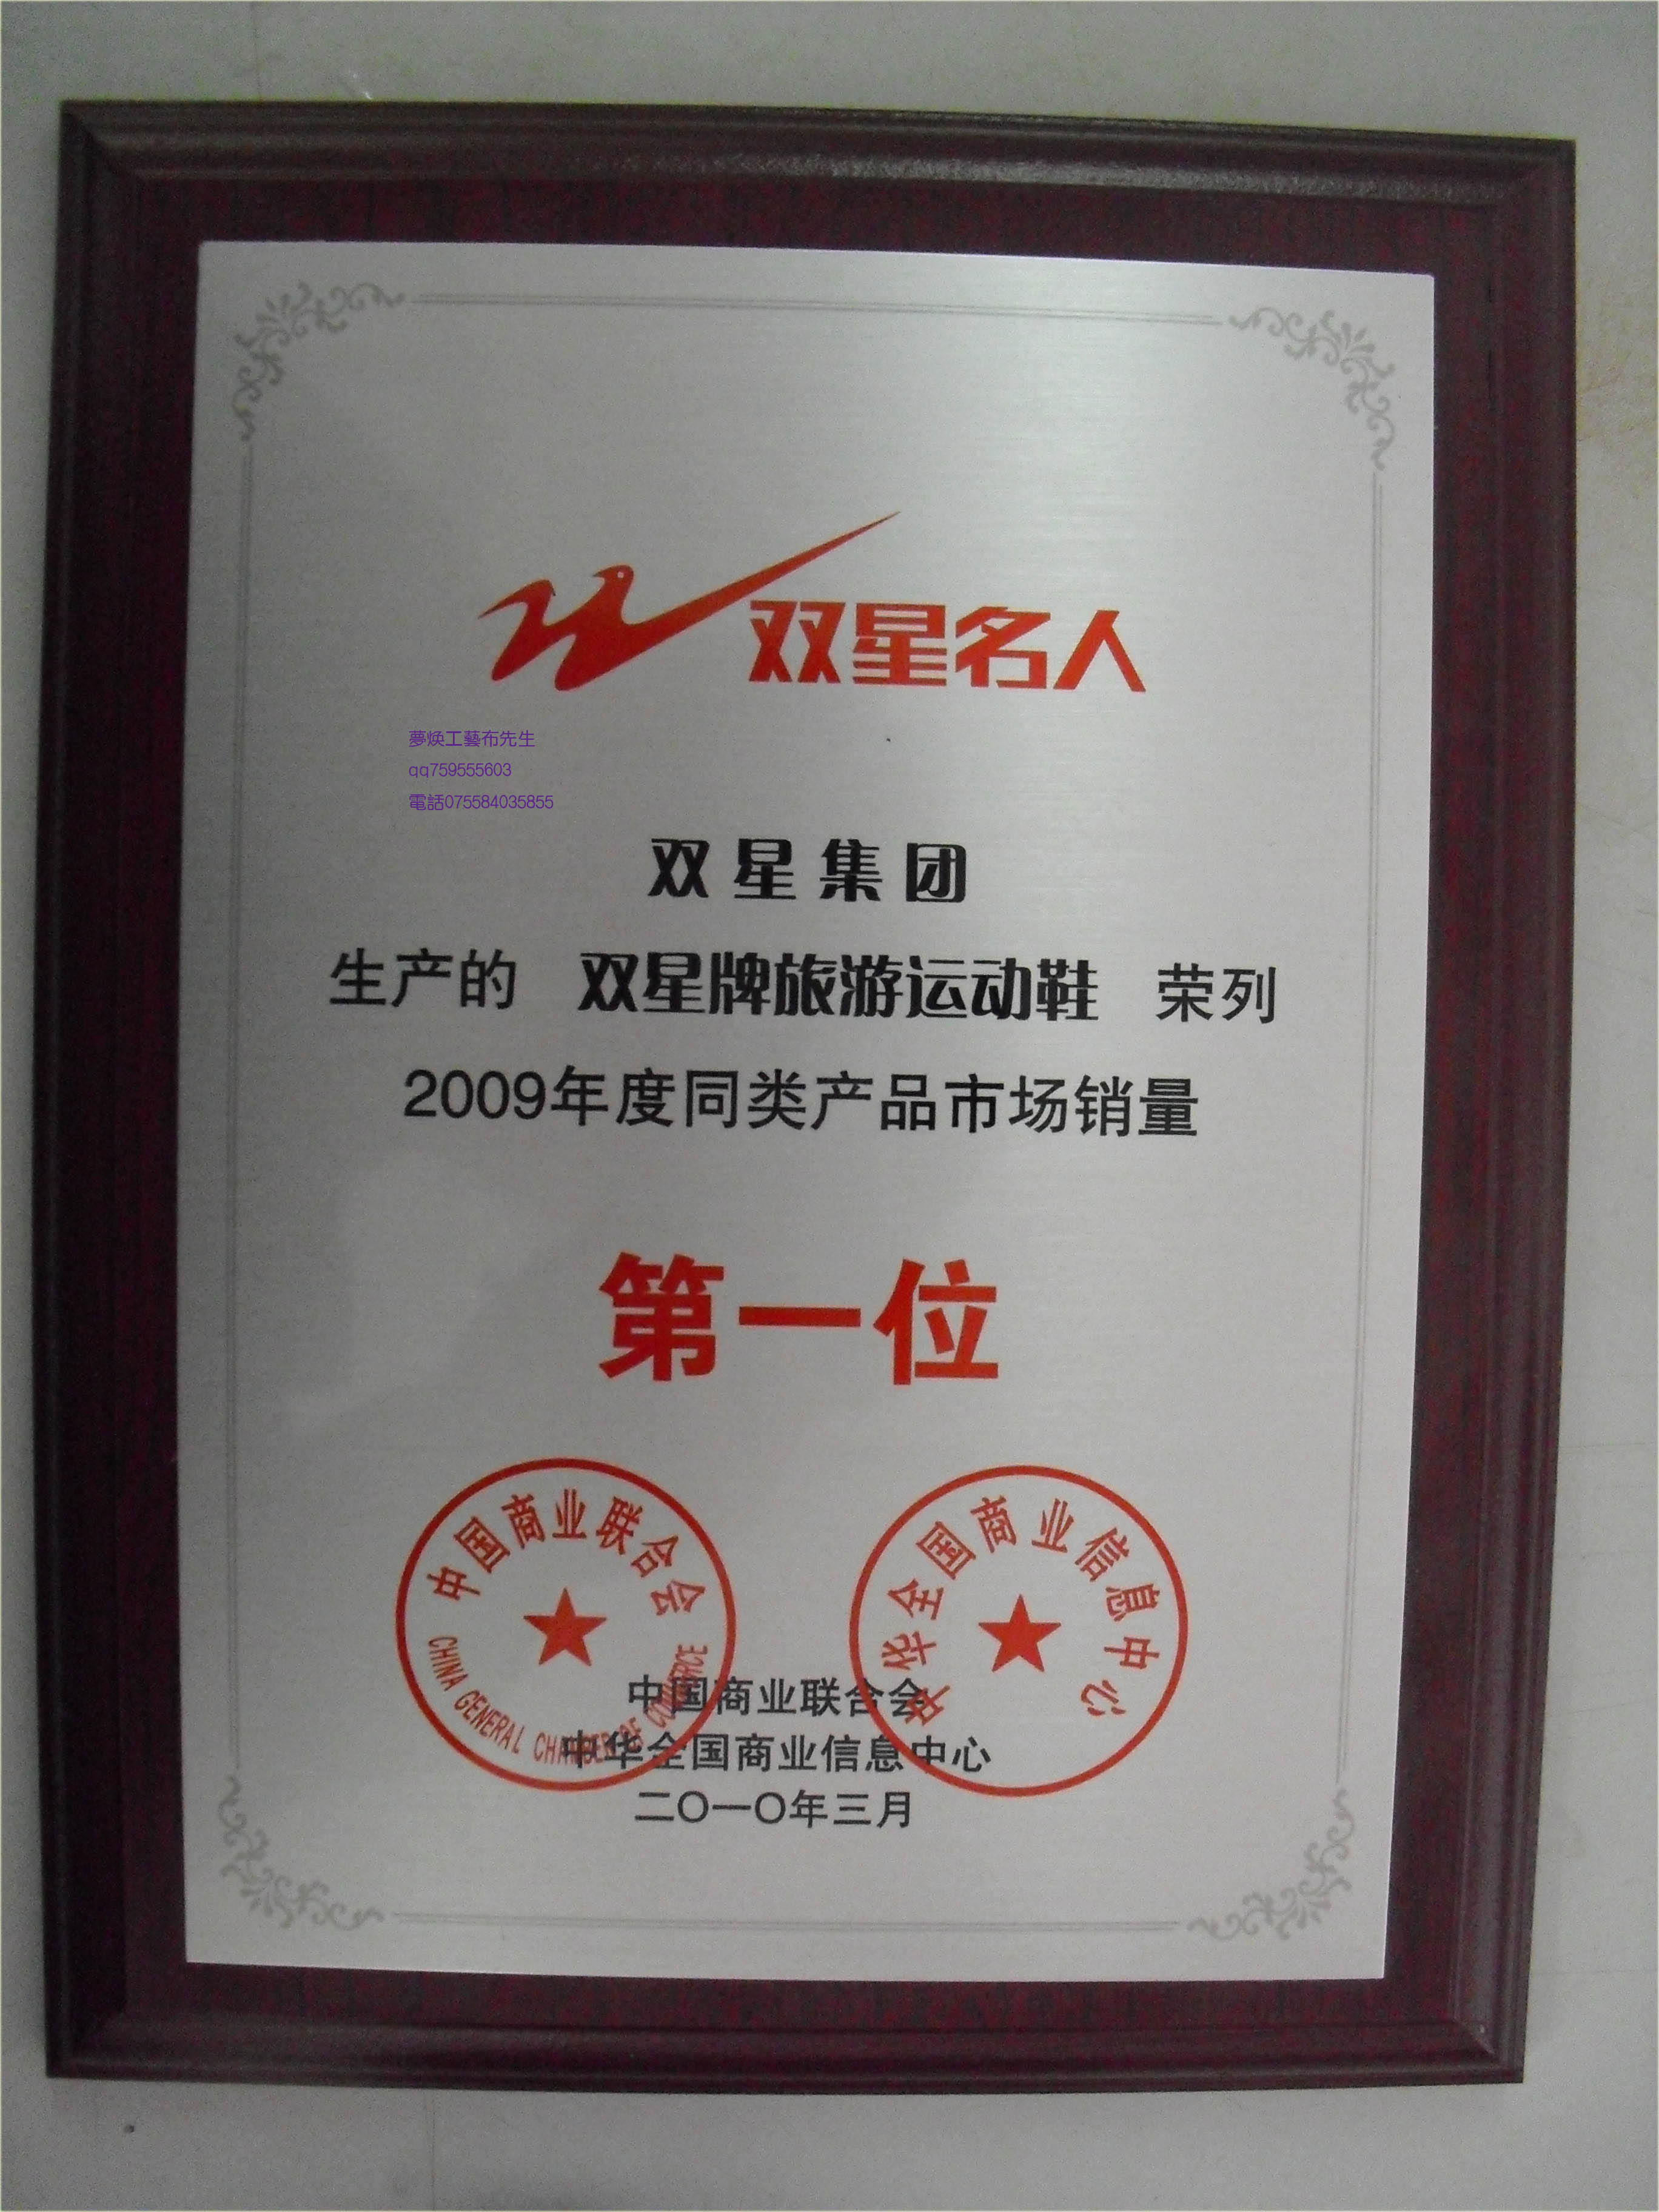 双星名人
夢焕工藝布先生
qq759555603
電話075584035855
双星集团
生产的 双星牌旅游运动鞋 荣列
2009年度同类产品市场销量
第一位
中国商业联合会
CHINA GENERAL CHAMBER OF COMMERCE
中华全国商业信息中心
中国商业联合会
中华全国商业信息中心
二〇一〇年三月